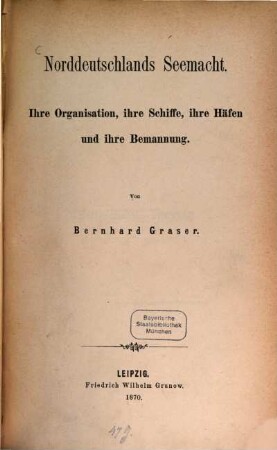 Norddeutschlands Seemacht.
Ihre Organisation, ihre Schiffe, ihre Häfen
und ihre Bemannung.
Von
Bernhard Graser.
Bayerische
Staatsbibliothek
München
LEIPZIG.
Friedrich Wilhelm Grunow.
1870.